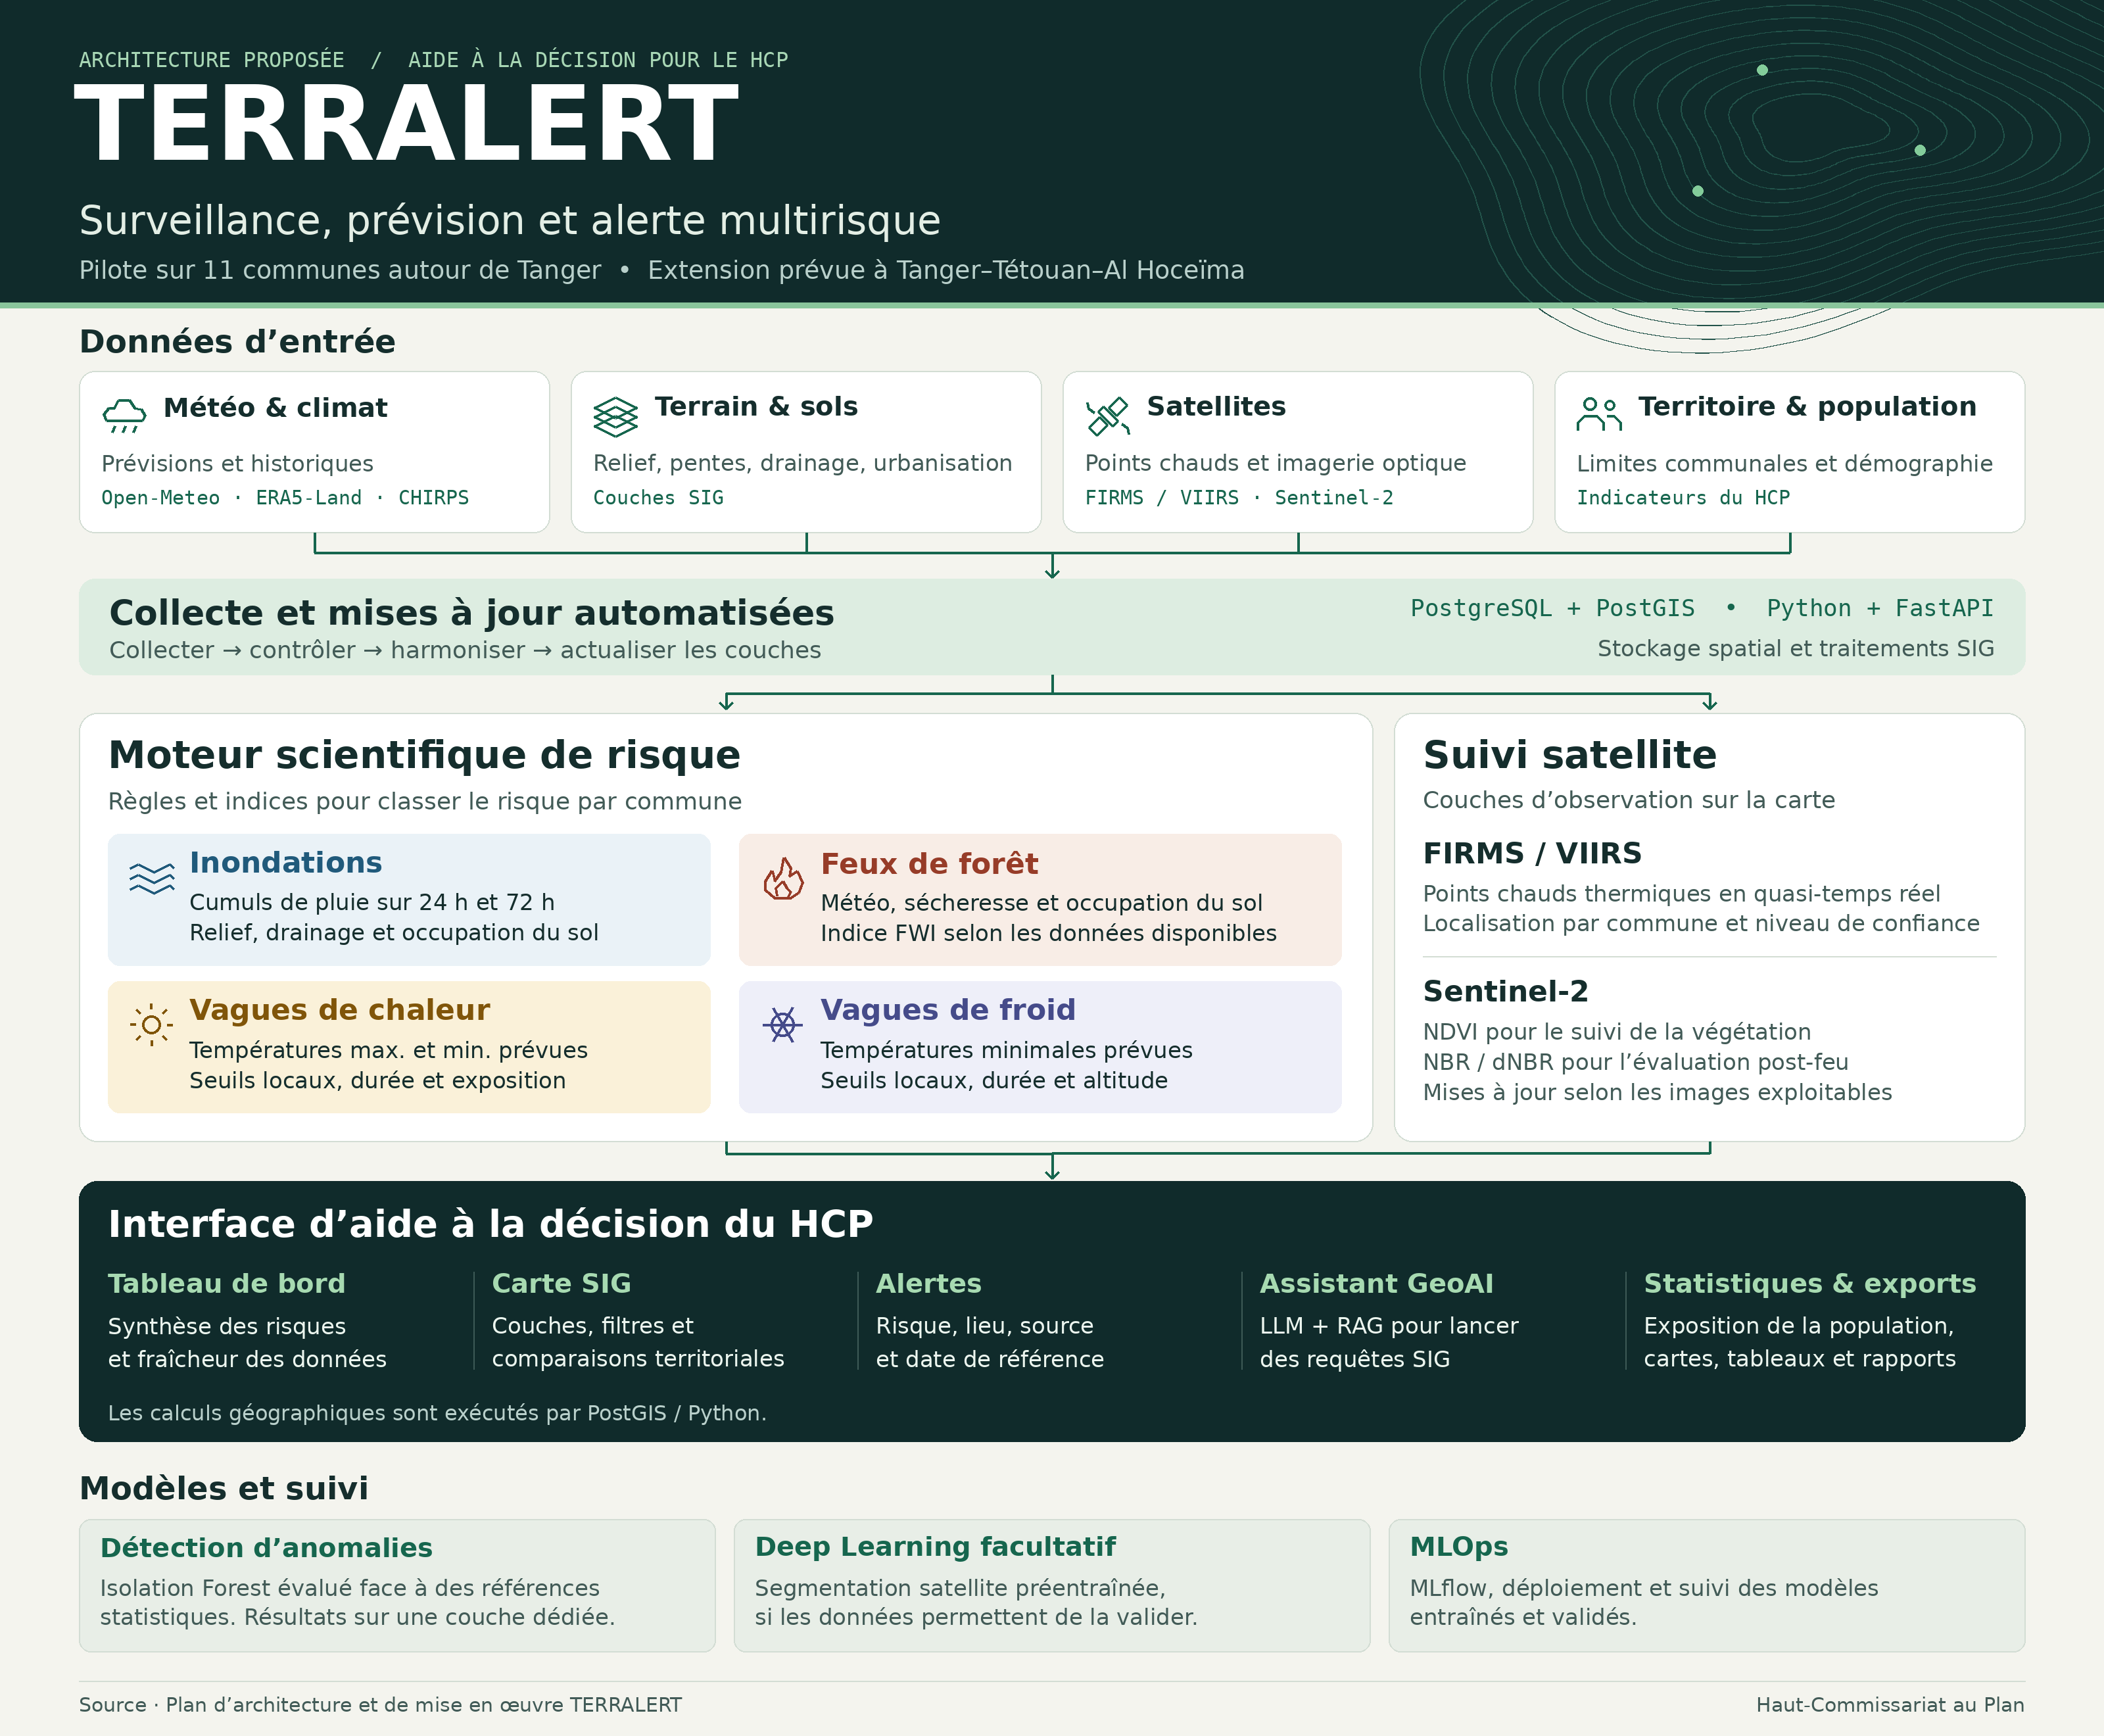 ARCHITECTURE PROPOSÉE / AIDE À LA DÉCISION POUR LE HCP
TERRALERT
Surveillance, prévision et alerte multirisque
Pilote sur 11 communes autour de Tanger • Extension prévue à Tanger–Tétouan–Al Hoceïma
Données d’entrée
Météo & climat
Prévisions et historiques
Open-Meteo · ERA5-Land · CHIRPS
Terrain & sols
Relief, pentes, drainage, urbanisation
Couches SIG
Satellites
Points chauds et imagerie optique
FIRMS / VIIRS · Sentinel-2
Territoire & population
Limites communales et démographie
Indicateurs du HCP
Collecte et mises à jour automatisées
Collecter → contrôler → harmoniser → actualiser les couches
PostgreSQL + PostGIS • Python + FastAPI
Stockage spatial et traitements SIG
Moteur scientifique de risque
Règles et indices pour classer le risque par commune
Inondations
Cumuls de pluie sur 24 h et 72 h
Relief, drainage et occupation du sol
Feux de forêt
Météo, sécheresse et occupation du sol
Indice FWI selon les données disponibles
Vagues de chaleur
Températures max. et min. prévues
Seuils locaux, durée et exposition
Vagues de froid
Températures minimales prévues
Seuils locaux, durée et altitude
Suivi satellite
Couches d’observation sur la carte
FIRMS / VIIRS
Points chauds thermiques en quasi-temps réel
Localisation par commune et niveau de confiance
Sentinel-2
NDVI pour le suivi de la végétation
NBR / dNBR pour l’évaluation post-feu
Mises à jour selon les images exploitables
Interface d’aide à la décision du HCP
Tableau de bord
Synthèse des risques
et fraîcheur des données
Carte SIG
Couches, filtres et
comparaisons territoriales
Alertes
Risque, lieu, source
et date de référence
Assistant GeoAI
LLM + RAG pour lancer
des requêtes SIG
Statistiques & exports
Exposition de la population,
cartes, tableaux et rapports
Les calculs géographiques sont exécutés par PostGIS / Python.
Modèles et suivi
Détection d’anomalies
Isolation Forest évalué face à des références
statistiques. Résultats sur une couche dédiée.
Deep Learning facultatif
Segmentation satellite préentraînée,
si les données permettent de la valider.
MLOps
MLflow, déploiement et suivi des modèles
entraînés et validés.
Source · Plan d’architecture et de mise en œuvre TERRALERT
Haut-Commissariat au Plan